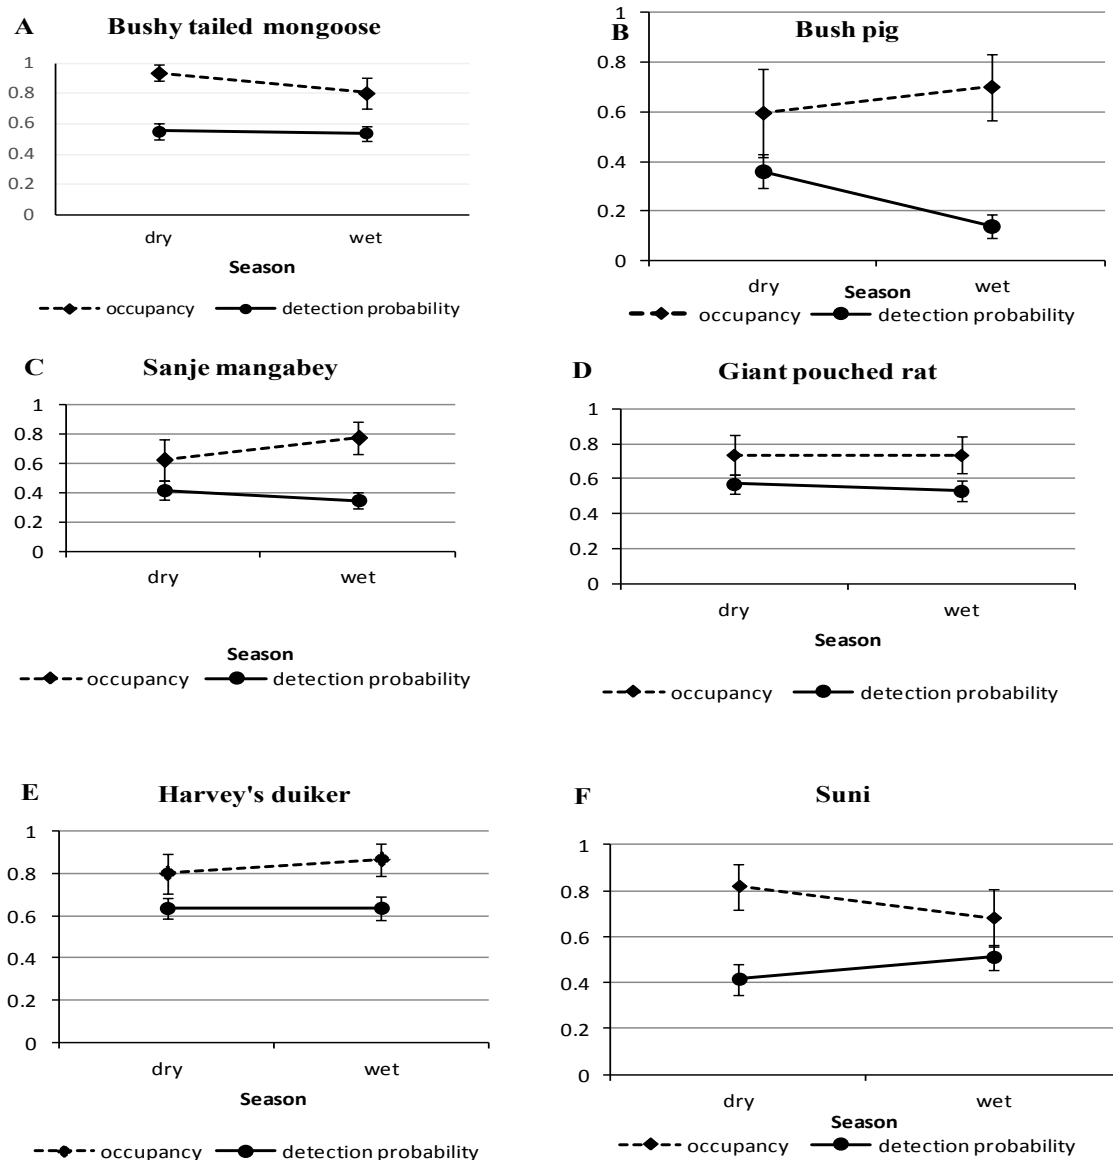 A Bushy tailed mongoose
1
0.8
0.6
0.4
0.2
0
dry wet
Season
occupancy detection probability
B Bush pig
1
0.8
0.6
0.4
0.2
0
dry wet
Season
occupancy detection probability
C Sanje mangabey
1
0.8
0.6
0.4
0.2
0
dry wet
Season
occupancy detection probability
D Giant pouched rat
1
0.8
0.6
0.4
0.2
0
dry wet
Season
occupancy detection probability
E Harvey's duiker
1
0.8
0.6
0.4
0.2
0
dry wet
Season
occupancy detection probability
F Suni
1
0.8
0.6
0.4
0.2
0
dry wet
Season
occupancy detection probability